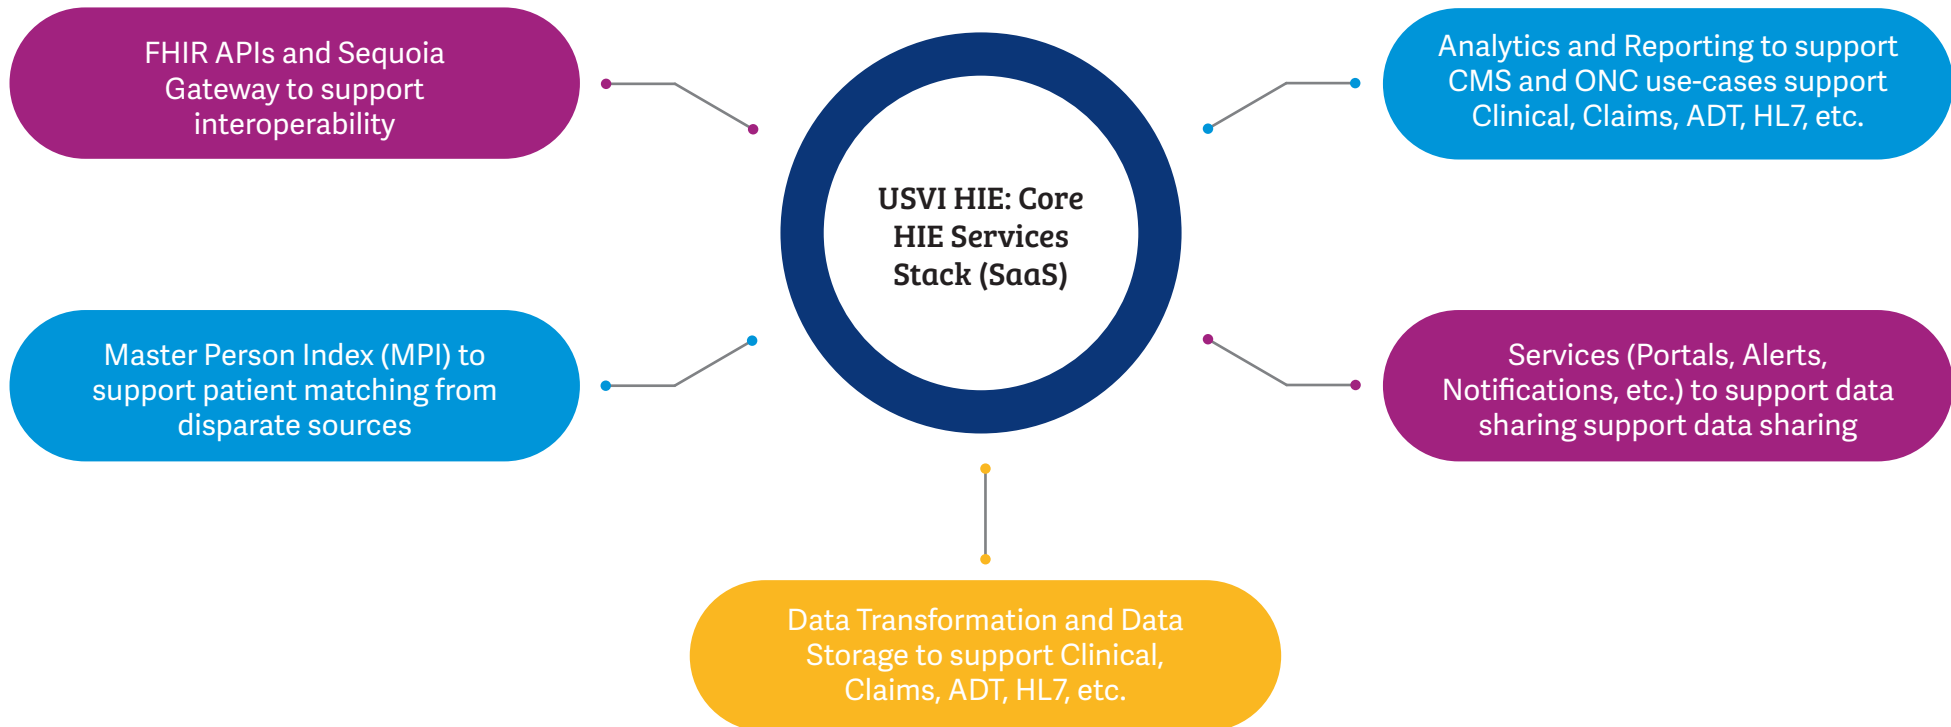 FHIR APIs and Sequoia
Gateway to support
interoperability
Analytics and Reporting to support
CMS and ONC use-cases support
Clinical, Claims, ADT, HL7, etc.
USVI HIE: Core
HIE Services
Stack (SaaS)
Master Person Index (MPI) to
support patient matching from
disparate sources
Services (Portals, Alerts,
Notifications, etc.) to support data
sharing support data sharing
Data Transformation and Data
Storage to support Clinical,
Claims, ADT, HL7, etc.